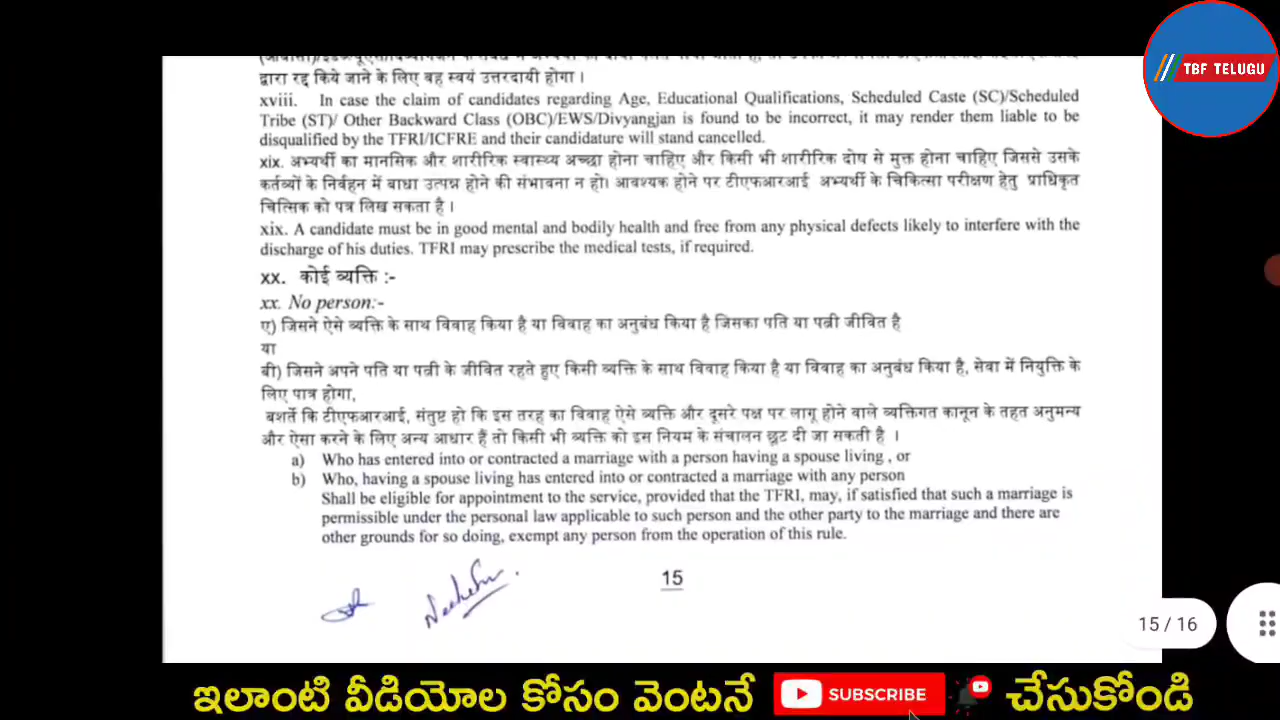 TBF TELUGU
द्वारा रद्द किये जाने के लिए वह स्वयं उत्तरदायी होगा ।
xviii. In case the claim of candidates regarding Age, Educational Qualifications, Scheduled Caste (SC)/Scheduled
Tribe (ST)/ Other Backward Class (OBC)/EWS/Divyangjan is found to be incorrect, it may render them liable to be
disqualified by the TFRI/ICFRE and their candidature will stand cancelled.
xix. अभ्यर्थी का मानसिक और शारीरिक स्वास्थ्य अच्छा होना चाहिए और किसी भी शारीरिक दोष से मुक्त होना चाहिए जिससे उसके
कर्तव्यों के निर्वहन में बाधा उत्पन्न होने की संभावना न हो। आवश्यक होने पर टीएफआरआई अभ्यर्थी के चिकित्सा परीक्षण हेतु प्राधिकृत
चित्सिक को पत्र लिख सकता है ।
xix. A candidate must be in good mental and bodily health and free from any physical defects likely to interfere with the
discharge of his duties. TFRI may prescribe the medical tests, if required.
xx. कोई व्यक्ति :-
xx. No person:-
ए) जिसने ऐसे व्यक्ति के साथ विवाह किया है या विवाह का अनुबंध किया है जिसका पति या पत्नी जीवित है
या
बी) जिसने अपने पति या पत्नी के जीवित रहते हुए किसी व्यक्ति के साथ विवाह किया है या विवाह का अनुबंध किया है, सेवा में नियुक्ति के
लिए पात्र होगा,
बशर्ते कि टीएफआरआई, संतुष्ट हो कि इस तरह का विवाह ऐसे व्यक्ति और दूसरे पक्ष पर लागू होने वाले व्यक्तिगत कानून के तहत अनुमन्य
और ऐसा करने के लिए अन्य आधार हैं तो किसी भी व्यक्ति को इस नियम के संचालन छूट दी जा सकती है ।
a) Who has entered into or contracted a marriage with a person having a spouse living , or
b) Who, having a spouse living has entered into or contracted a marriage with any person
Shall be eligible for appointment to the service, provided that the TFRI, may, if satisfied that such a marriage is
permissible under the personal law applicable to such person and the other party to the marriage and there are
other grounds for so doing, exempt any person from the operation of this rule.
15
15 / 16
ఇలాంటి వీడియోల కోసం వెంటనే SUBSCRIBE చేసుకోండి